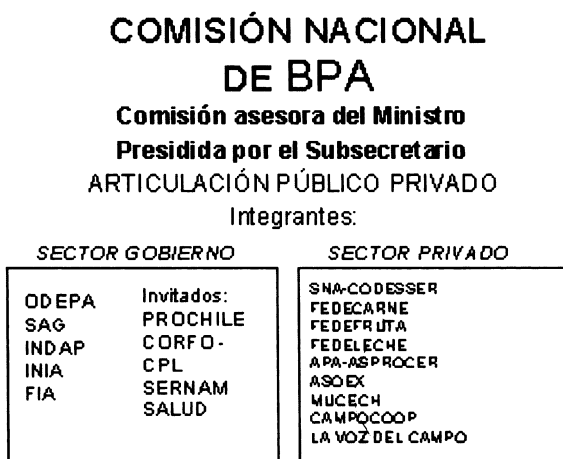 COMISIÓN NACIONAL
DE BPA
Comisión asesora del Ministro
Presidida por el Subsecretario
ARTICULACIÓN PÚBLICO PRIVADO
Integrantes:
SECTOR GOBIERNO
ODEPA
SAG
INDAP
INIA
FIA
Invitados:
PROCHILE
CORFO-
CPL
SERNAM
SALUD
SECTOR PRIVADO
SNA-CODESSER
FEDECARNE
FEDEFRUTA
FEDELECHE
APA-ASPROCER
ASOEX
MUCECH
CAMPOCOOP
LA VOZ DEL CAMPO